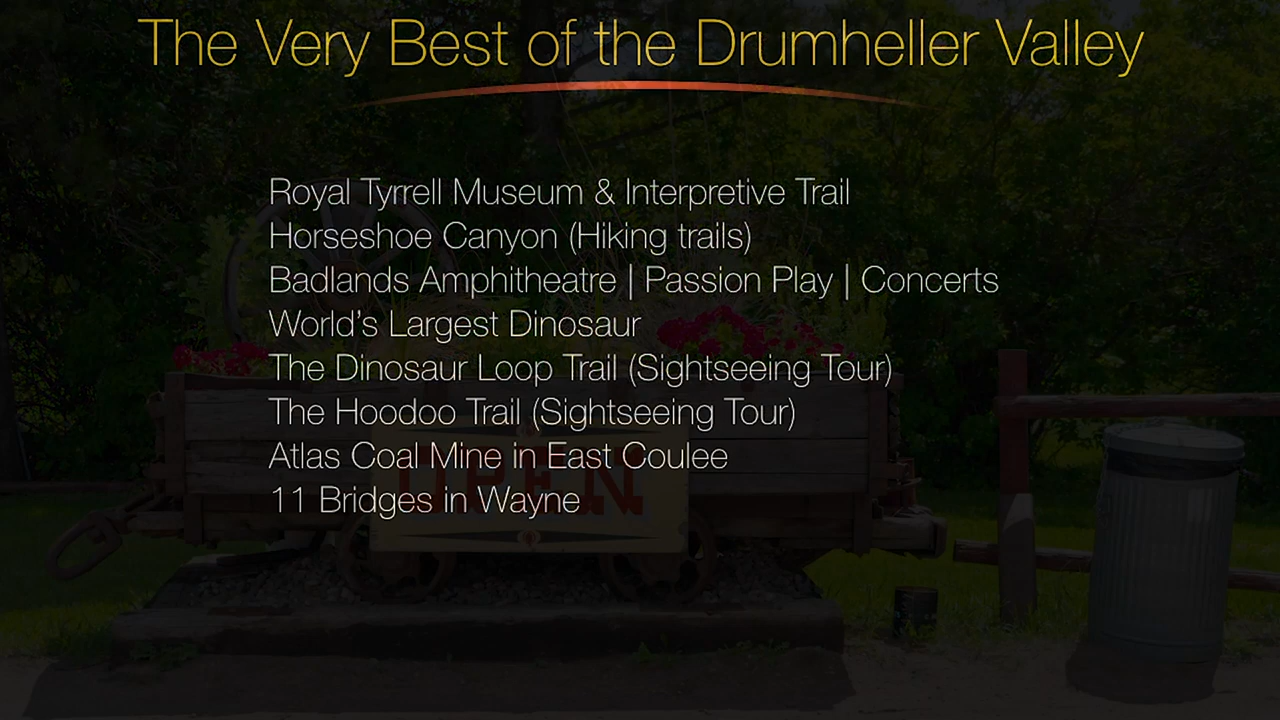 The Very Best of the Drumheller Valley
Royal Tyrrell Museum & Interpretive Trail
Horseshoe Canyon (Hiking trails)
Badlands Amphitheatre | Passion Play | Concerts
World's Largest Dinosaur
The Dinosaur Loop Trail (Sightseeing Tour)
The Hoodoo Trail (Sightseeing Tour)
Atlas Coal Mine in East Coulee
OPEN
11 Bridges in Wayne